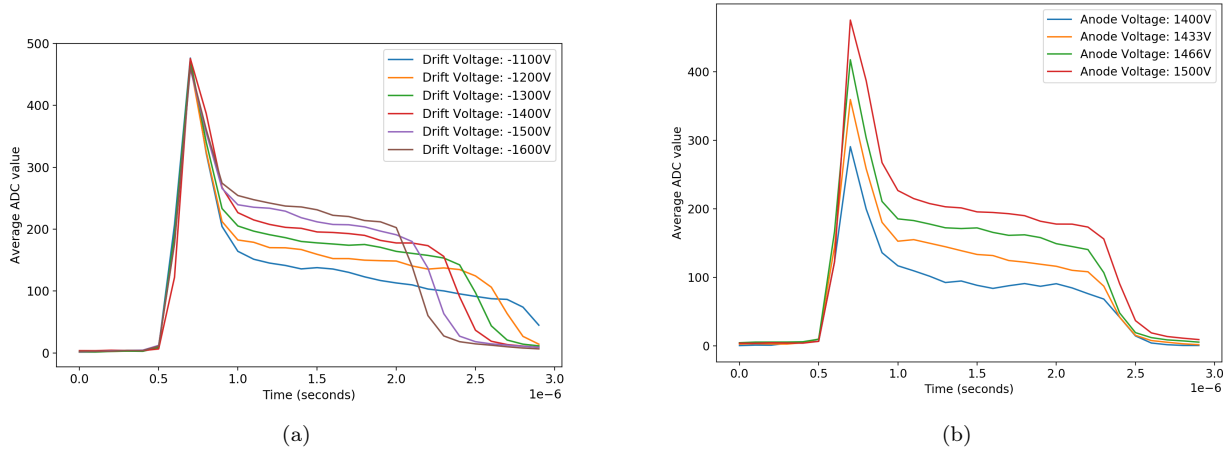 500
400
300
200
100
0
Average ADC value
0.0 0.5 1.0 1.5 2.0 2.5 3.0
1e−6
Time (seconds)
Drift Voltage: -1100V
Drift Voltage: -1200V
Drift Voltage: -1300V
Drift Voltage: -1400V
Drift Voltage: -1500V
Drift Voltage: -1600V
(a)
400
300
200
100
0
Average ADC value
0.0 0.5 1.0 1.5 2.0 2.5 3.0
1e−6
Time (seconds)
Anode Voltage: 1400V
Anode Voltage: 1433V
Anode Voltage: 1466V
Anode Voltage: 1500V
(b)